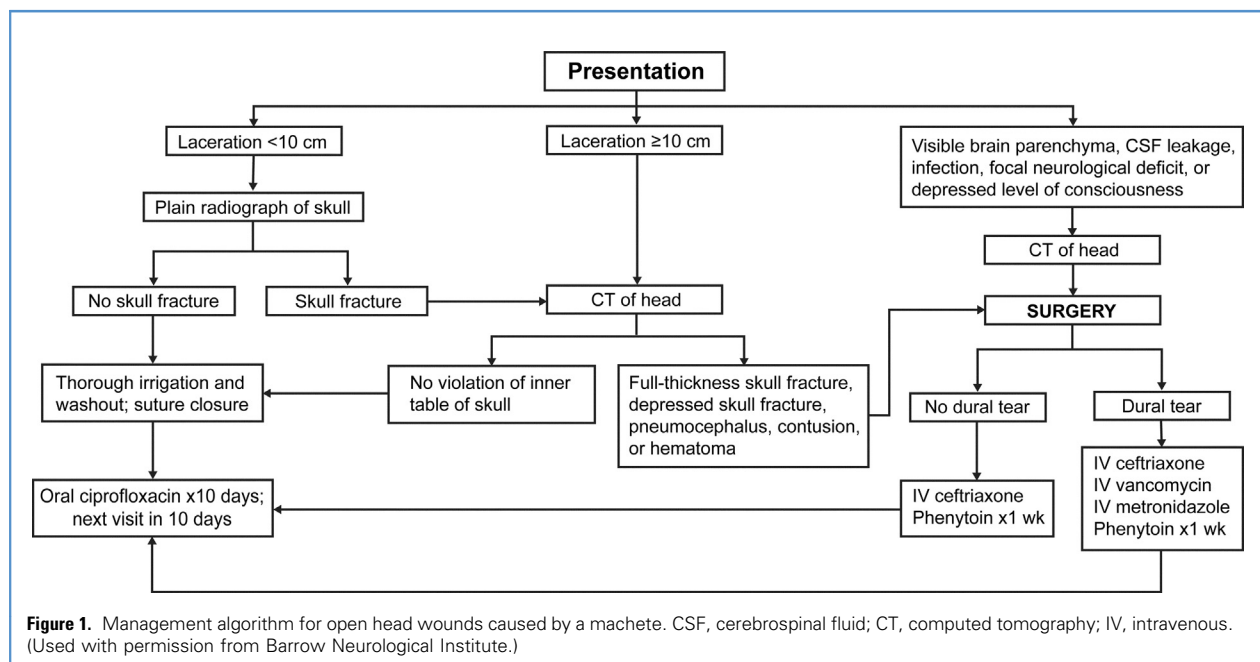 Presentation
Laceration <10 cm
Laceration ≥10 cm
Visible brain parenchyma, CSF leakage,
infection, focal neurological deficit, or
depressed level of consciousness
Plain radiograph of skull
CT of head
No skull fracture
Skull fracture
CT of head
SURGERY
Thorough irrigation and
washout; suture closure
No violation of inner
table of skull
Full-thickness skull fracture,
depressed skull fracture,
pneumocephalus, contusion,
or hematoma
No dural tear
Dural tear
Oral ciprofloxacin x10 days;
next visit in 10 days
IV ceftriaxone
Phenytoin x1 wk
IV ceftriaxone
IV vancomycin
IV metronidazole
Phenytoin x1 wk
Figure 1. Management algorithm for open head wounds caused by a machete. CSF, cerebrospinal fluid; CT, computed tomography; IV, intravenous.
(Used with permission from Barrow Neurological Institute.)